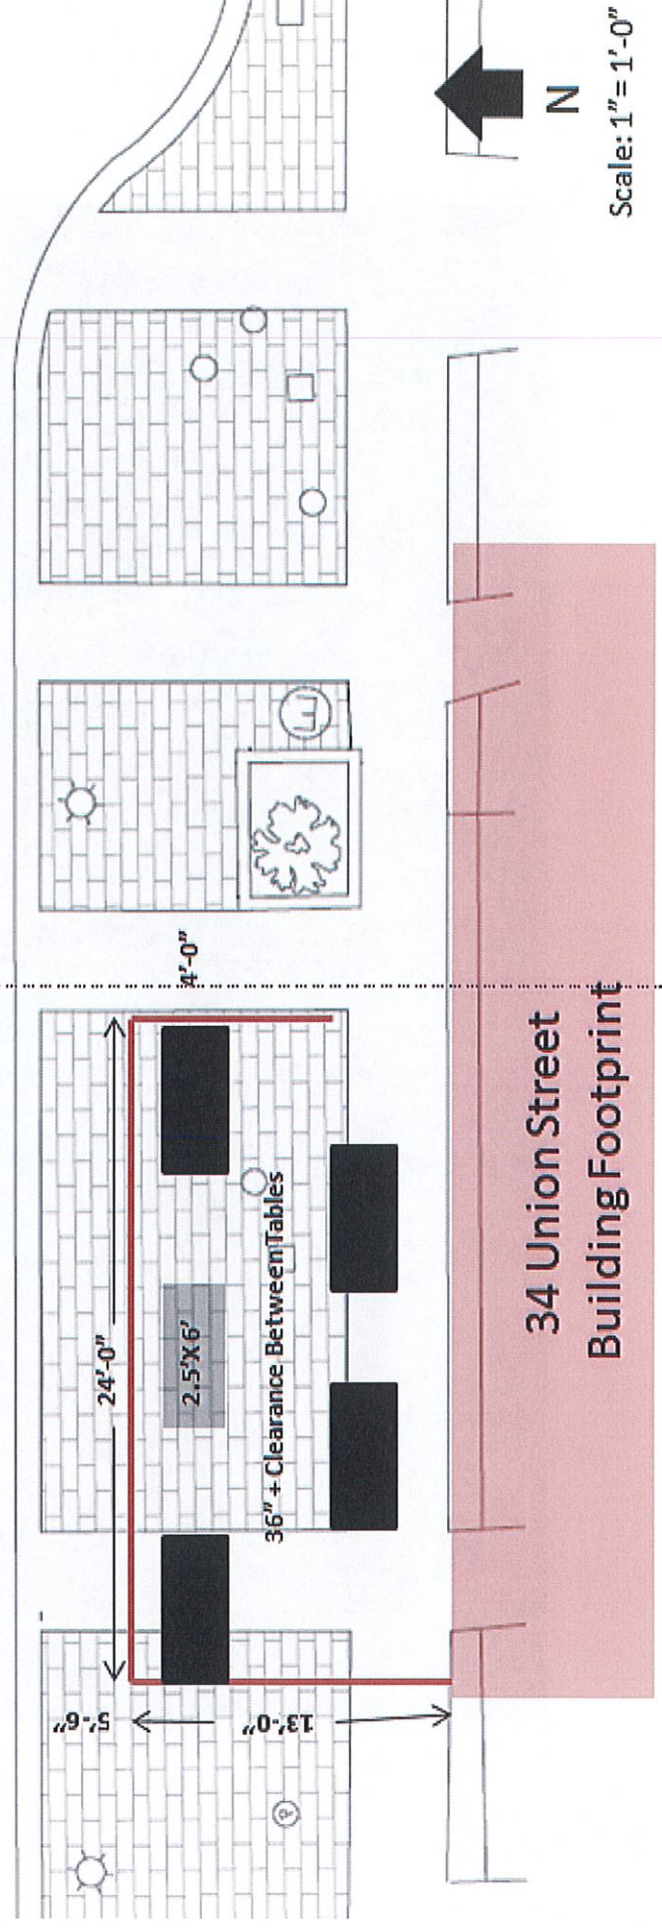 5'-6"
13'-0"
24'-0"
2.5'X 6'
36" + Clearance Between Tables
4'-0"
P
E
34 Union Street
Building Footprint
N
Scale: 1"= 1'-0"